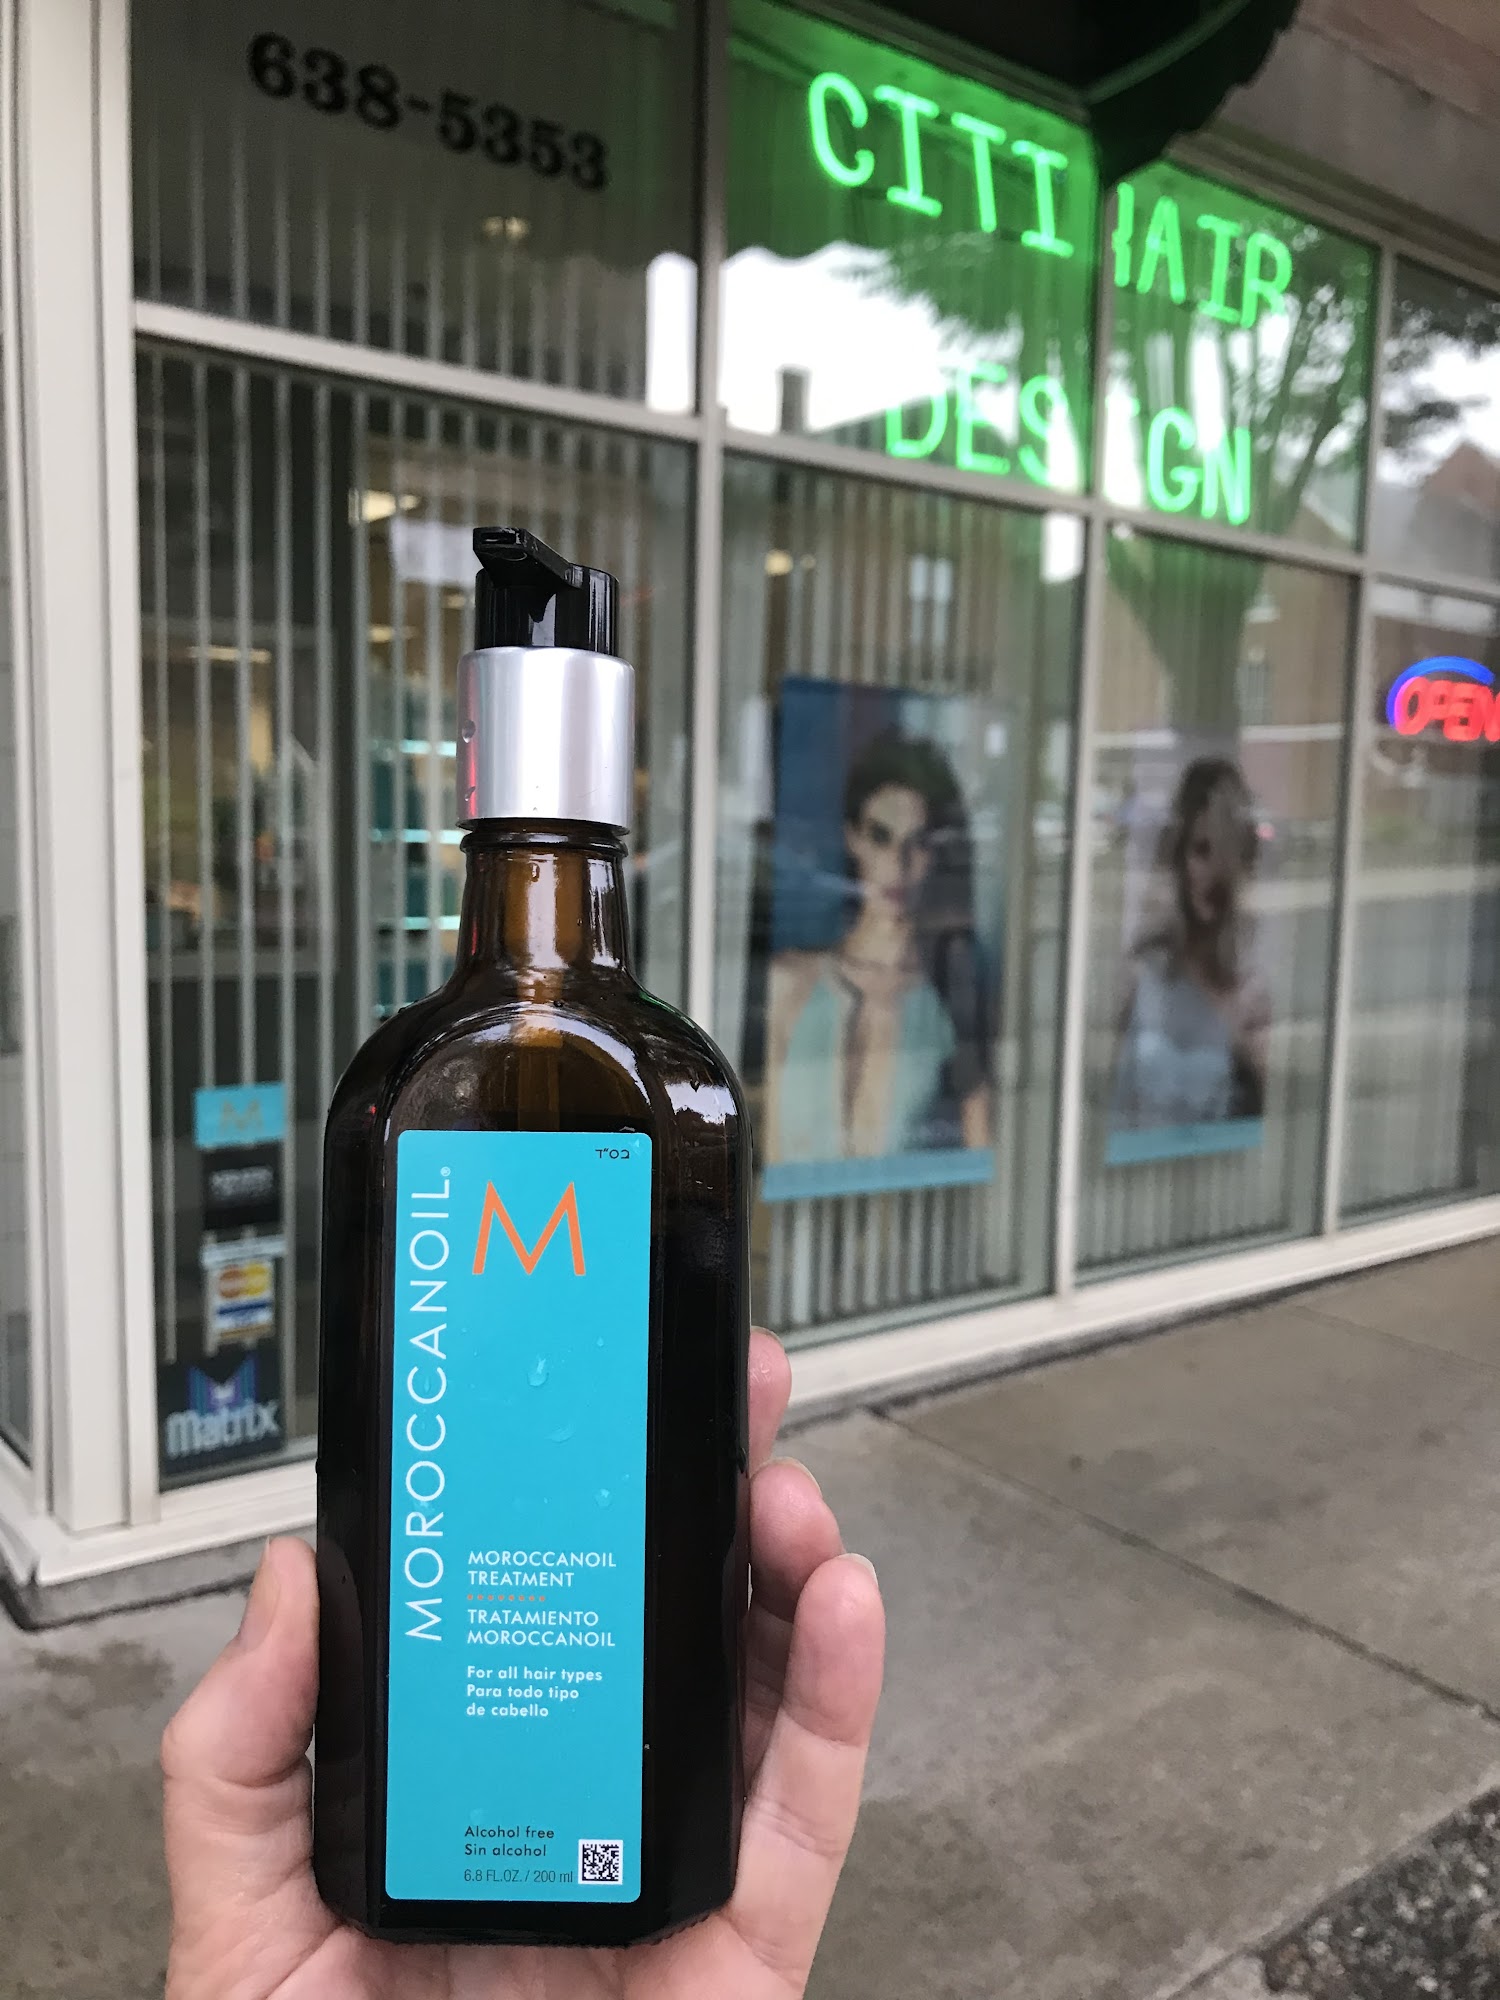 638-5353
CITI HAIR
DESIGN
OPEN
בס"ד
M
MOROCCANOIL®
MOROCCANOIL
TREATMENT
TRATAMIENTO
MOROCCANOIL
For all hair types
Para todo tipo
de cabello
Alcohol free
Sin alcohol
6.8 FL.OZ. / 200 ml
M
Matrix